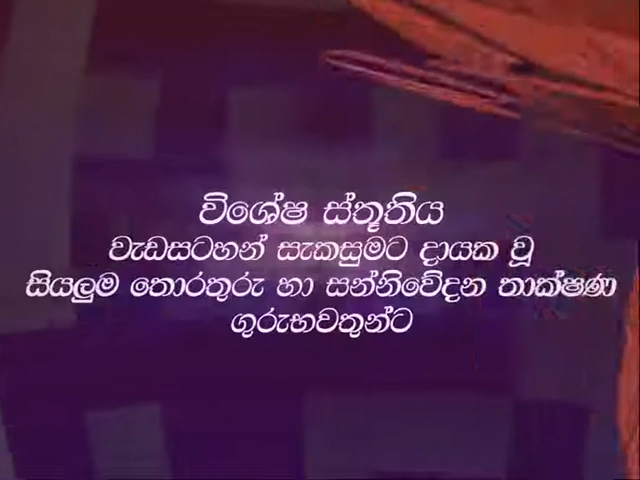 විශේෂ ස්තූතිය
වැඩසටහන් සැකසුමට දායක වූ
සියලුම තොරතුරු හා සන්නිවේදන තාක්ෂණ
ගුරුභවතුන්ට